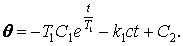 θ = −T₁C₁e^{t/T₁} − k₁ct + C₂.